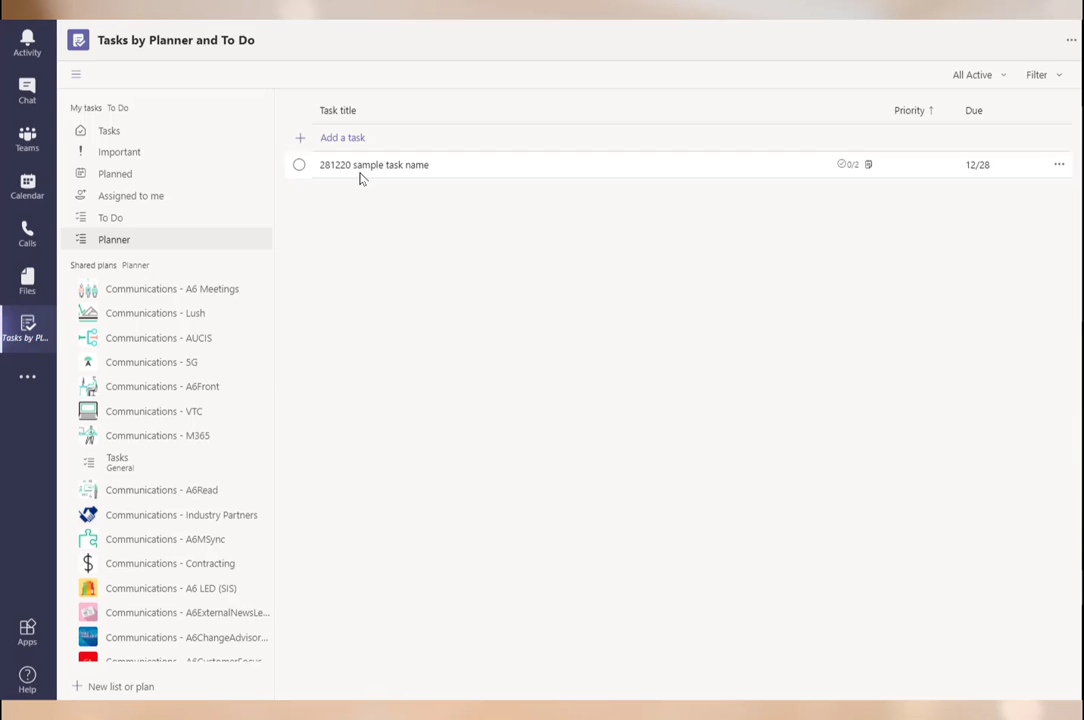 Tasks by Planner and To Do
Activity
Chat
Teams
Calendar
Calls
Files
Tasks by Pl...
Apps
Help
All Active
Filter
My tasks To Do
Tasks
Important
Planned
Assigned to me
To Do
Planner
Shared plans Planner
Communications - A6 Meetings
Communications - Lush
Communications - AUCIS
Communications - 5G
Communications - A6Front
Communications - VTC
Communications - M365
Tasks
General
Communications - A6Read
Communications - Industry Partners
Communications - A6MSync
Communications - Contracting
Communications - A6 LED (SIS)
Communications - A6ExternalNewsLe...
Communications - A6ChangeAdvisor...
Communications - A6CustomerFocus
New list or plan
Task title Priority ↑ Due
Add a task
281220 sample task name 0/2 12/28